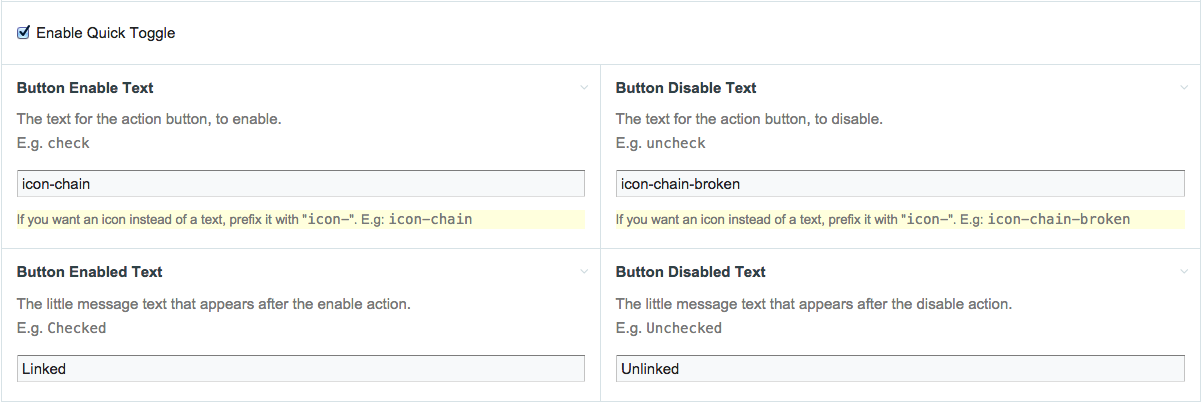 Enable Quick Toggle
Button Enable Text
The text for the action button, to enable.
E.g. check
icon-chain
If you want an icon instead of a text, prefix it with "icon-". E.g: icon-chain
Button Disable Text
The text for the action button, to disable.
E.g. uncheck
icon-chain-broken
If you want an icon instead of a text, prefix it with "icon-". E.g: icon-chain-broken
Button Enabled Text
The little message text that appears after the enable action.
E.g. Checked
Linked
Button Disabled Text
The little message text that appears after the disable action.
E.g. Unchecked
Unlinked